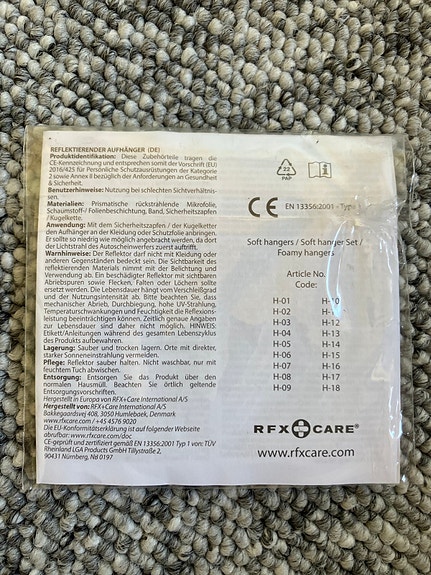 REFLEKTIERENDER AUFHÄNGER (DE)
Produktidentifikation: Diese Zubehörteile tragen die
CE-Kennzeichnung und entsprechen somit der Vorschrift (EU)
2016/425 für Persönliche Schutzausrüstungen der Kategorie
2 sowie Annex II bezüglich der Anforderungen an Gesundheit
& Sicherheit.
Benutzerhinweise: Nutzung bei schlechten Sichtverhältnis-
sen.
Materialien: Prismatische rückstrahlende Mikrofolie,
Schaumstoff-/ Folienbeschichtung, Band, Sicherheitszapfen
/ Kugelkette.
Anwendung: Mit dem Sicherheitszapfen / der Kugelkette
den Aufhänger an der Kleidung oder Schutzfolie anbringen.
Er sollte so niedrig wie möglich angebracht werden, da dort
der Lichtstrahl des Autoscheinwerfers zuerst auftrifft.
Warnhinweise: Der Reflektor darf nicht mit Kleidung oder
anderen Gegenständen bedeckt sein. Die Sichtbarkeit des
reflektierenden Materials nimmt mit der Belichtung und
Verwendung ab. Ein beschädigter Reflektor mit sichtbaren
Abriebspuren sowie Flecken, Falten oder Löchern sollte
ersetzt werden. Die Lebensdauer hängt vom Verschleißgrad
und der Nutzungsintensität ab. Bitte beachten Sie, dass
mechanischer Abrieb, Durchbiegung, hohe UV-Strahlung,
Temperaturschwankungen und Feuchtigkeit die Reflexions-
leistung beeinträchtigen können. Zeitlich genaue Angaben
zur Lebensdauer sind daher nicht möglich. HINWEIS:
Etikett/Anleitungen während des gesamten Lebenszyklus
des Produkts aufbewahren.
Lagerung: Sauber und trocken lagern. Orte mit direkter,
starker Sonneneinstrahlung vermeiden.
Pflege: Reflektor sauber halten. Nicht waschbar, nur mit
feuchtem Tuch abwischen.
Entsorgung: Entsorgen Sie das Produkt über den
normalen Hausmüll. Beachten Sie örtlich geltende
Entsorgungsvorschriften.
Hergestellt in Europa von RFX+Care International A/S
Hergestellt von: RFX+Care International A/S
Bakkegaardsvej 408, 3050 Humlebæk, Denmark
www.rfxcare.com / +45 4576 9020
Die EU-Konformitätserklärung ist auf folgender Webseite
abrufbar: www.rfxcare.com/doc
CE-geprüft und zertifiziert gemäß EN 13356:2001 Typ 1 von: TÜV
Rheinland LGA Products GmbH Tillystraße 2,
90431 Nürnberg, Nd 0197
22
PAP
CE EN 13356:2001 - Type
Soft hangers / Soft hanger Set /
Foamy hangers
Article No.
Code:
H-01 H-10
H-02 H-11
H-03 H-12
H-04 H-13
H-05 H-14
H-06 H-15
H-07 H-16
H-08 H-17
H-09 H-18
RFX CARE®
www.rfxcare.com